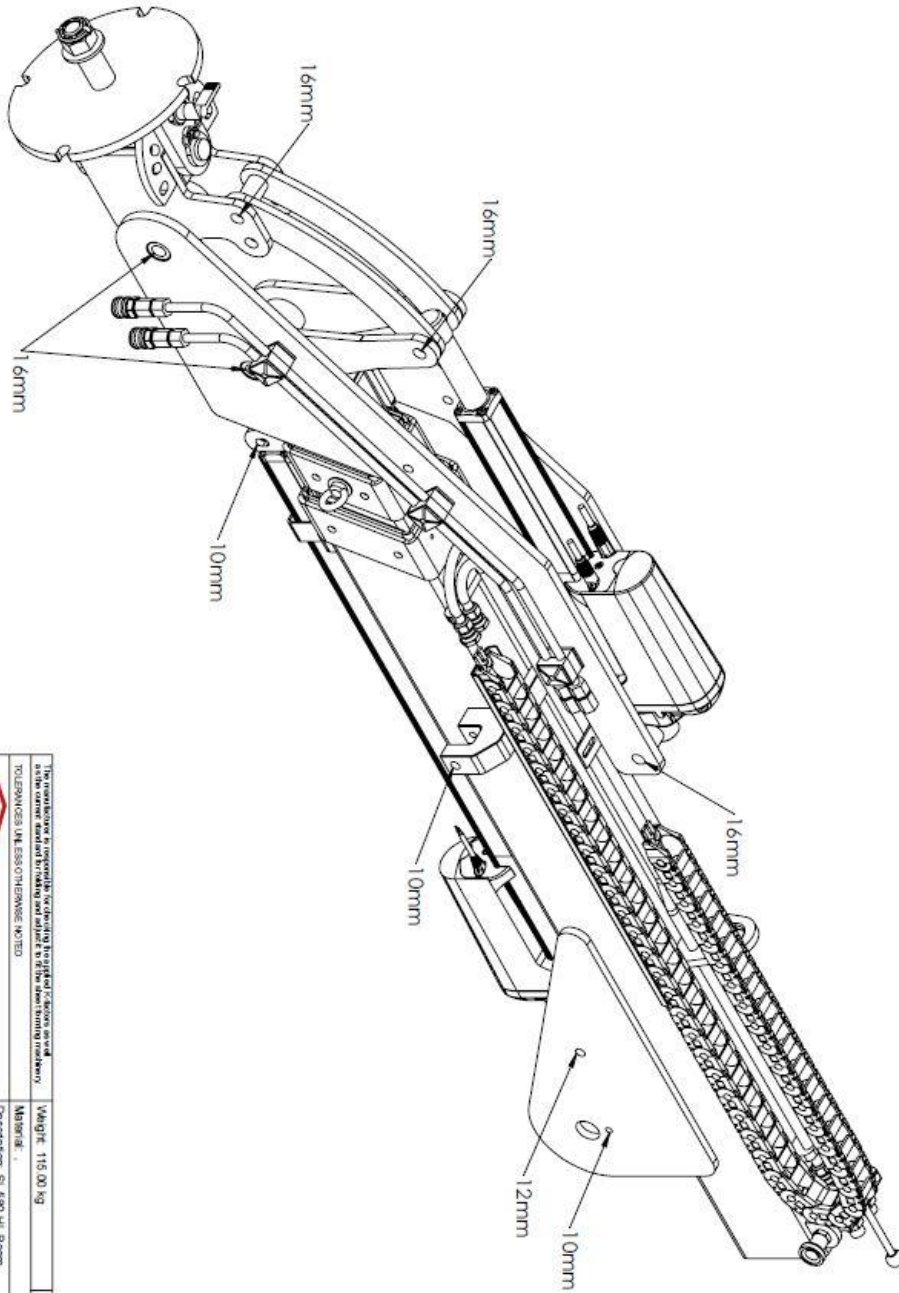 16mm
16mm
16mm
10mm
10mm
16mm
12mm
10mm
The manufacturer is responsible for checking the applied K-factors as well
as the current standard for folding and adjust it to fit the sheet forming machinery
TOLERANCES UNLESS OTHERWISE NOTED
Weight: 115.00 kg
Material: .